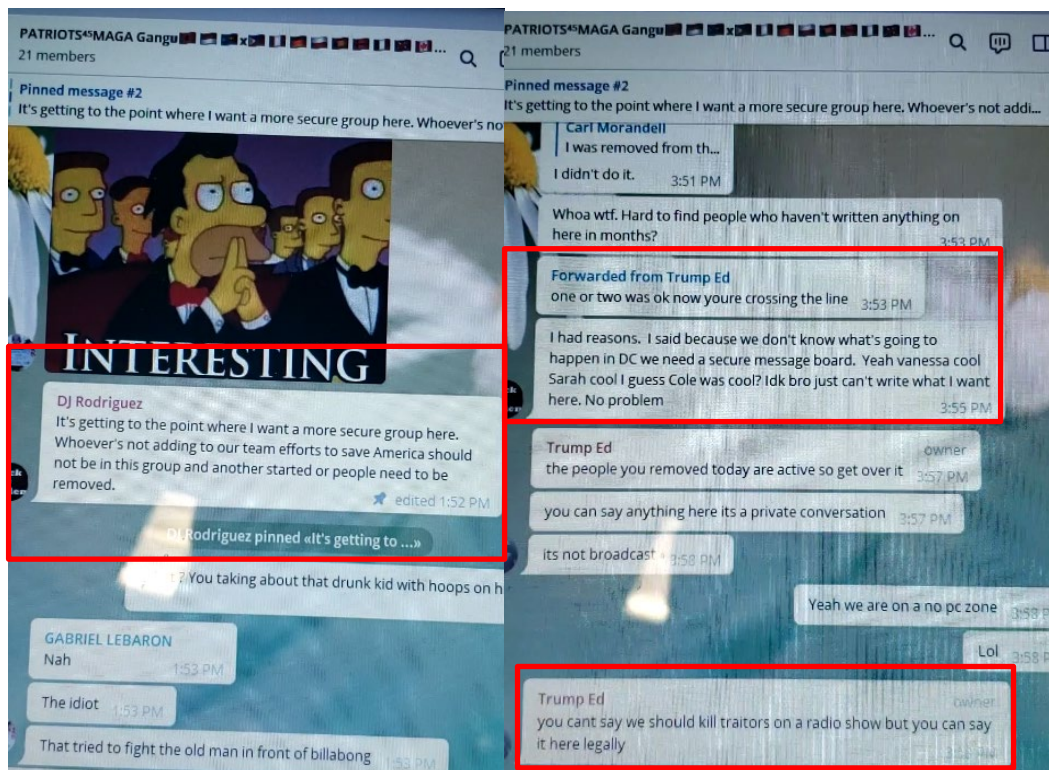 PATRIOTS⁴⁵MAGA Gangu
21 members
Pinned message #2
It's getting to the point where I want a more secure group here. Whoever's no
INTERESTING
DJ Rodriguez
It's getting to the point where I want a more secure group here.
Whoever's not adding to our team efforts to save America should
not be in this group and another started or people need to be
removed.
edited 1:52 PM
DJ Rodriguez pinned «It's getting to ...»
? You taking about that drunk kid with hoops on h
GABRIEL LEBARON
Nah
1:53 PM
The idiot
1:53 PM
That tried to fight the old man in front of billabong
1:53 PM
PATRIOTS⁴⁵MAGA Gangu
21 members
Pinned message #2
It's getting to the point where I want a more secure group here. Whoever's not addi...
Carl Morandell
I was removed from th...
I didn't do it.
3:51 PM
Whoa wtf. Hard to find people who haven't written anything on
here in months?
3:53 PM
Forwarded from Trump Ed
one or two was ok now youre crossing the line
3:53 PM
I had reasons. I said because we don't know what's going to
happen in DC we need a secure message board. Yeah vanessa cool
Sarah cool I guess Cole was cool? Idk bro just can't write what I want
here. No problem
3:55 PM
Trump Ed
owner
the people you removed today are active so get over it
3:57 PM
you can say anything here its a private conversation
3:57 PM
its not broadcast
3:58 PM
Yeah we are on a no pc zone
3:58 P
Lol
3:58 P
Trump Ed
owner
you cant say we should kill traitors on a radio show but you can say
it here legally